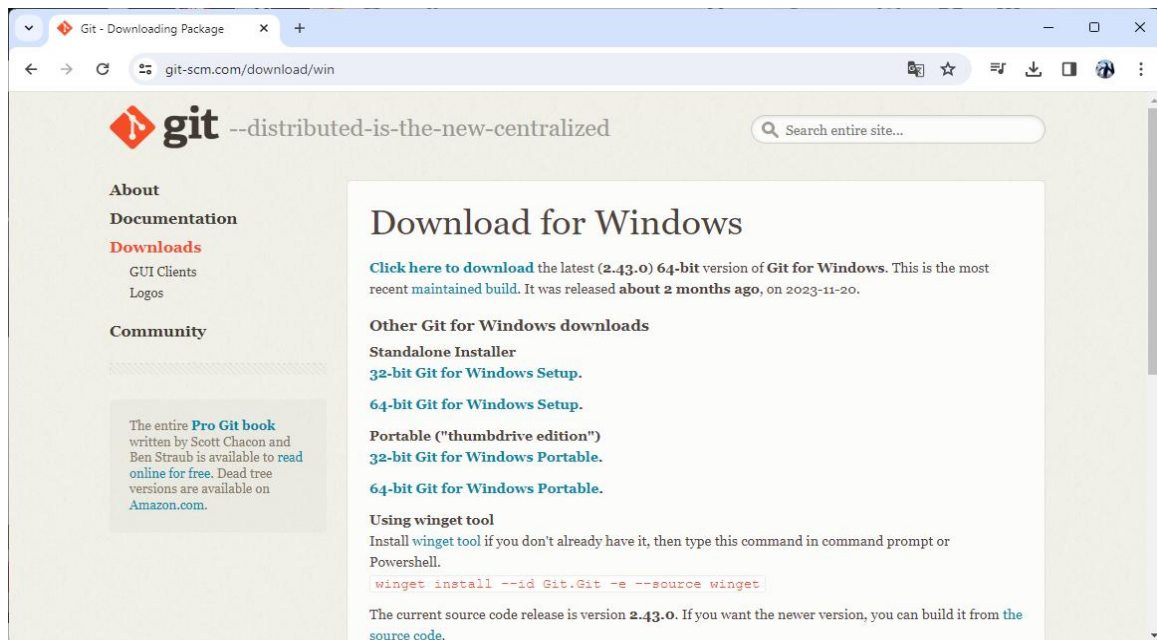 Git - Downloading Package
git-scm.com/download/win
git --distributed-is-the-new-centralized
Search entire site...
About
Documentation
Downloads
GUI Clients
Logos
Community
The entire Pro Git book
written by Scott Chacon and
Ben Straub is available to read
online for free. Dead tree
versions are available on
Amazon.com.
Download for Windows
Click here to download the latest (2.43.0) 64-bit version of Git for Windows. This is the most
recent maintained build. It was released about 2 months ago, on 2023-11-20.
Other Git for Windows downloads
Standalone Installer
32-bit Git for Windows Setup.
64-bit Git for Windows Setup.
Portable ("thumbdrive edition")
32-bit Git for Windows Portable.
64-bit Git for Windows Portable.
Using winget tool
Install winget tool if you don't already have it, then type this command in command prompt or
Powershell.
winget install --id Git.Git -e --source winget
The current source code release is version 2.43.0. If you want the newer version, you can build it from the
source code.